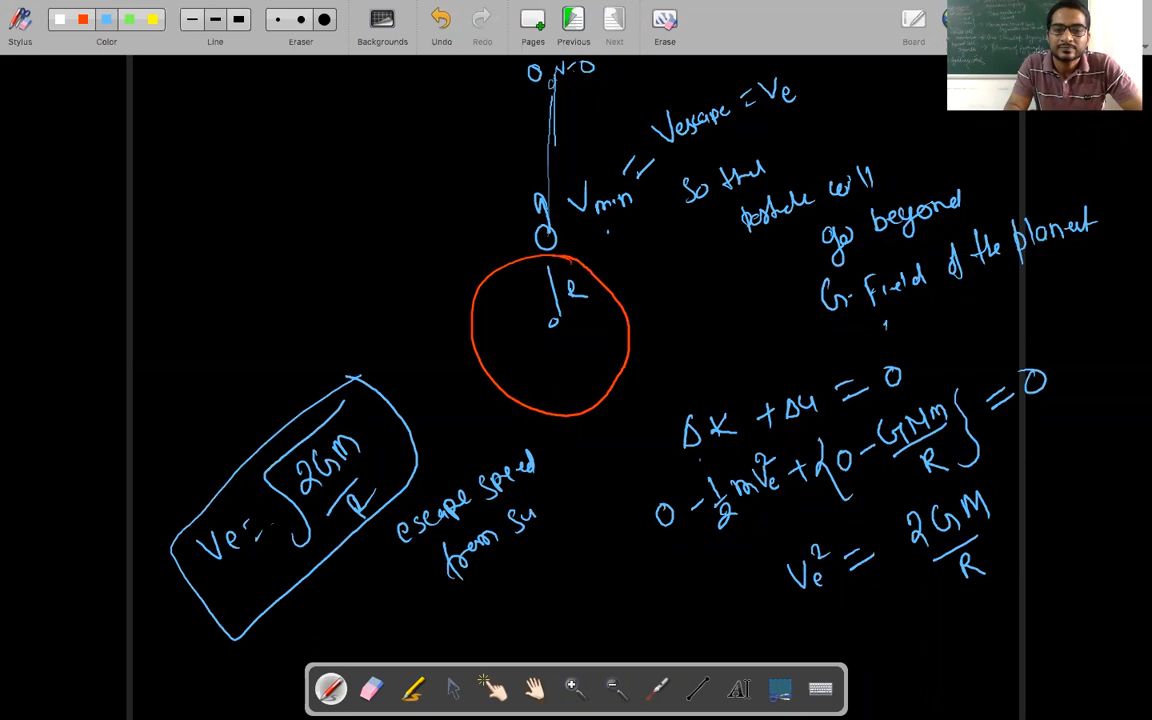 Stylus
Color
Line
Eraser
Backgrounds
Undo
Redo
Pages
Previous
Next
Erase
Board
V=0
Vmin = Vescape = Ve
so that
particle will
go beyond
G-Field of the planet
R
ΔK + ΔU = 0
0 - 1/2 mVe² + {0 - GMm/R} = 0
Ve² = 2GM/R
Ve = √2GM/R
escape speed
from su